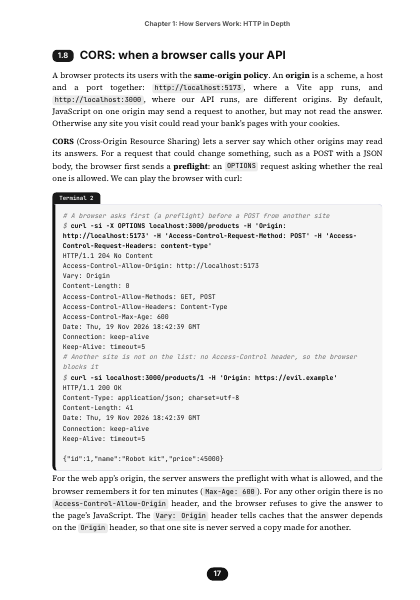 Chapter 1: How Servers Work: HTTP in Depth
1.8 CORS: when a browser calls your API
A browser protects its users with the same-origin policy. An origin is a scheme, a host
and a port together: http://localhost:5173, where a Vite app runs, and
http://localhost:3000, where our API runs, are different origins. By default,
JavaScript on one origin may send a request to another, but may not read the answer.
Otherwise any site you visit could read your bank's pages with your cookies.
CORS (Cross-Origin Resource Sharing) lets a server say which other origins may read
its answers. For a request that could change something, such as a POST with a JSON
body, the browser first sends a preflight: an OPTIONS request asking whether the real
one is allowed. We can play the browser with curl:
Terminal 2
# A browser asks first (a preflight) before a POST from another site
$ curl -si -X OPTIONS localhost:3000/products -H 'Origin:
http://localhost:5173' -H 'Access-Control-Request-Method: POST' -H 'Access-
Control-Request-Headers: content-type'
HTTP/1.1 204 No Content
Access-Control-Allow-Origin: http://localhost:5173
Vary: Origin
Content-Length: 0
Access-Control-Allow-Methods: GET, POST
Access-Control-Allow-Headers: Content-Type
Access-Control-Max-Age: 600
Date: Thu, 19 Nov 2026 18:42:39 GMT
Connection: keep-alive
Keep-Alive: timeout=5
# Another site is not on the list: no Access-Control header, so the browser
blocks it
$ curl -si localhost:3000/products/1 -H 'Origin: https://evil.example'
HTTP/1.1 200 OK
Content-Type: application/json; charset=utf-8
Content-Length: 41
Date: Thu, 19 Nov 2026 18:42:39 GMT
Connection: keep-alive
Keep-Alive: timeout=5
{"id":1,"name":"Robot kit","price":45000}
For the web app's origin, the server answers the preflight with what is allowed, and the
browser remembers it for ten minutes (Max-Age: 600). For any other origin there is no
Access-Control-Allow-Origin header, and the browser refuses to give the answer to
the page's JavaScript. The Vary: Origin header tells caches that the answer depends
on the Origin header, so that one site is never served a copy made for another.
17